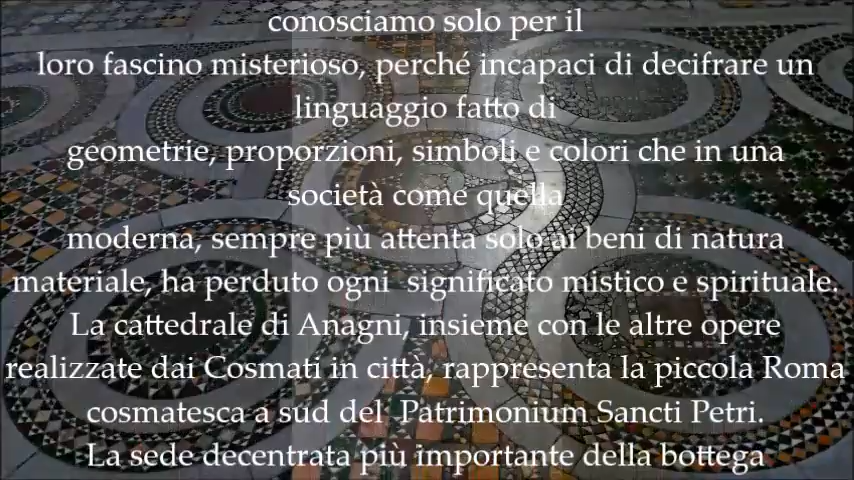 conosciamo solo per il
loro fascino misterioso, perché incapaci di decifrare un
linguaggio fatto di
geometrie, proporzioni, simboli e colori che in una
società come quella
moderna, sempre più attenta solo ai beni di natura
materiale, ha perduto ogni  significato mistico e spirituale.
La cattedrale di Anagni, insieme con le altre opere
realizzate dai Cosmati in città, rappresenta la piccola Roma
cosmatesca a sud del  Patrimonium Sancti Petri.
La sede decentrata più importante della bottega